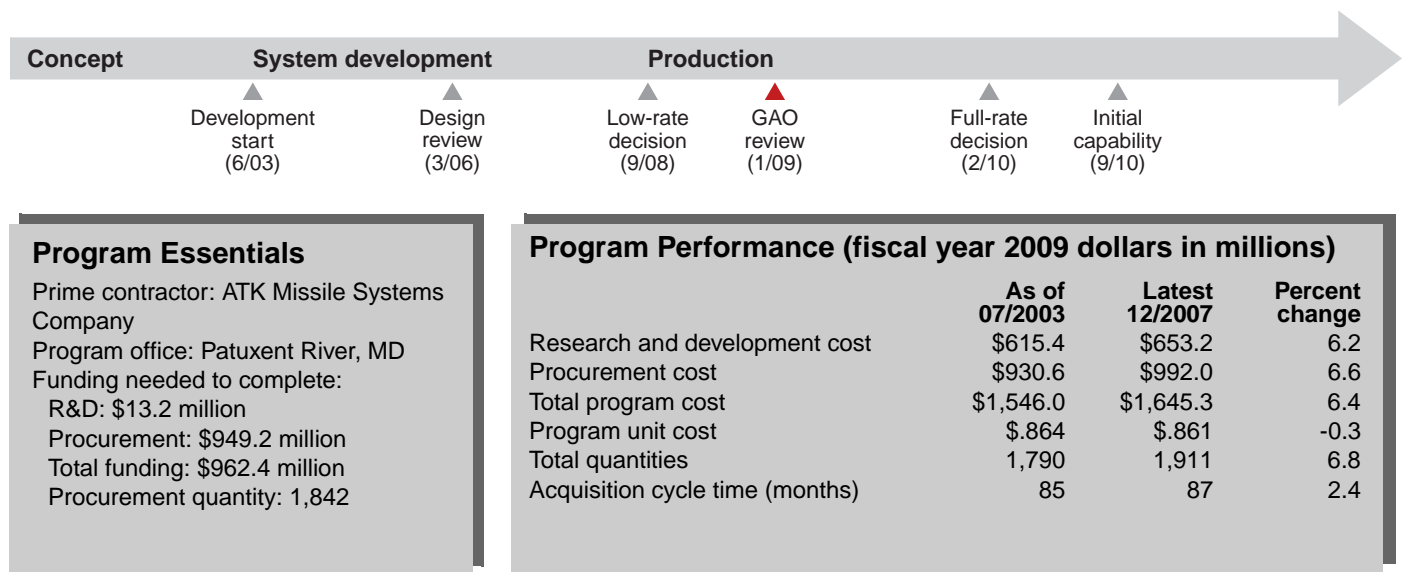 Concept
System development
Production
Development
start
(6/03)
Design
review
(3/06)
Low-rate
decision
(9/08)
GAO
review
(1/09)
Full-rate
decision
(2/10)
Initial
capability
(9/10)
Program Essentials
Prime contractor: ATK Missile Systems
Company
Program office: Patuxent River, MD
Funding needed to complete:
R&D: $13.2 million
Procurement: $949.2 million
Total funding: $962.4 million
Procurement quantity: 1,842
Program Performance (fiscal year 2009 dollars in millions)
As of Latest Percent
07/2003 12/2007 change
Research and development cost $615.4 $653.2 6.2
Procurement cost $930.6 $992.0 6.6
Total program cost $1,546.0 $1,645.3 6.4
Program unit cost $.864 $.861 -0.3
Total quantities 1,790 1,911 6.8
Acquisition cycle time (months) 85 87 2.4